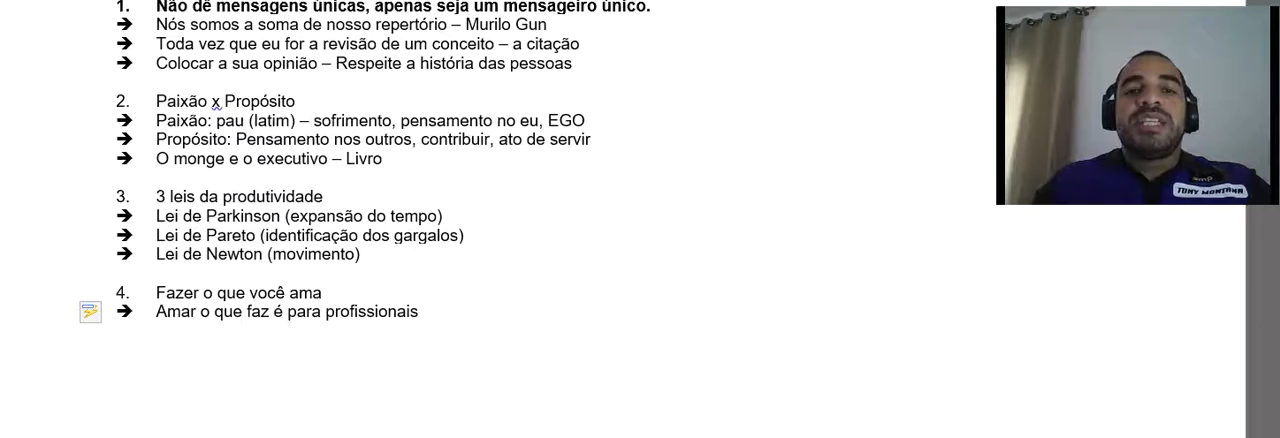 1. Não dê mensagens únicas, apenas seja um mensageiro único.
➔ Nós somos a soma de nosso repertório – Murilo Gun
➔ Toda vez que eu for a revisão de um conceito – a citação
➔ Colocar a sua opinião – Respeite a história das pessoas
2. Paixão x Propósito
➔ Paixão: pau (latim) – sofrimento, pensamento no eu, EGO
➔ Propósito: Pensamento nos outros, contribuir, ato de servir
➔ O monge e o executivo – Livro
3. 3 leis da produtividade
➔ Lei de Parkinson (expansão do tempo)
➔ Lei de Pareto (identificação dos gargalos)
➔ Lei de Newton (movimento)
4. Fazer o que você ama
➔ Amar o que faz é para profissionais
amp
TONY MONTANA